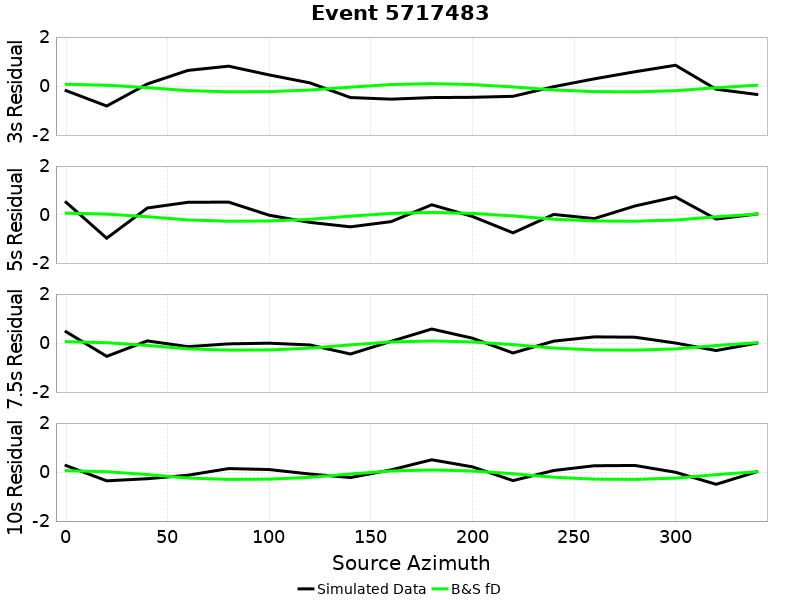 Event 5717483
3s Residual
2
0
-2
5s Residual
2
0
-2
7.5s Residual
2
0
-2
10s Residual
2
0
-2
0 50 100 150 200 250 300
Source Azimuth
Simulated Data B&S fD